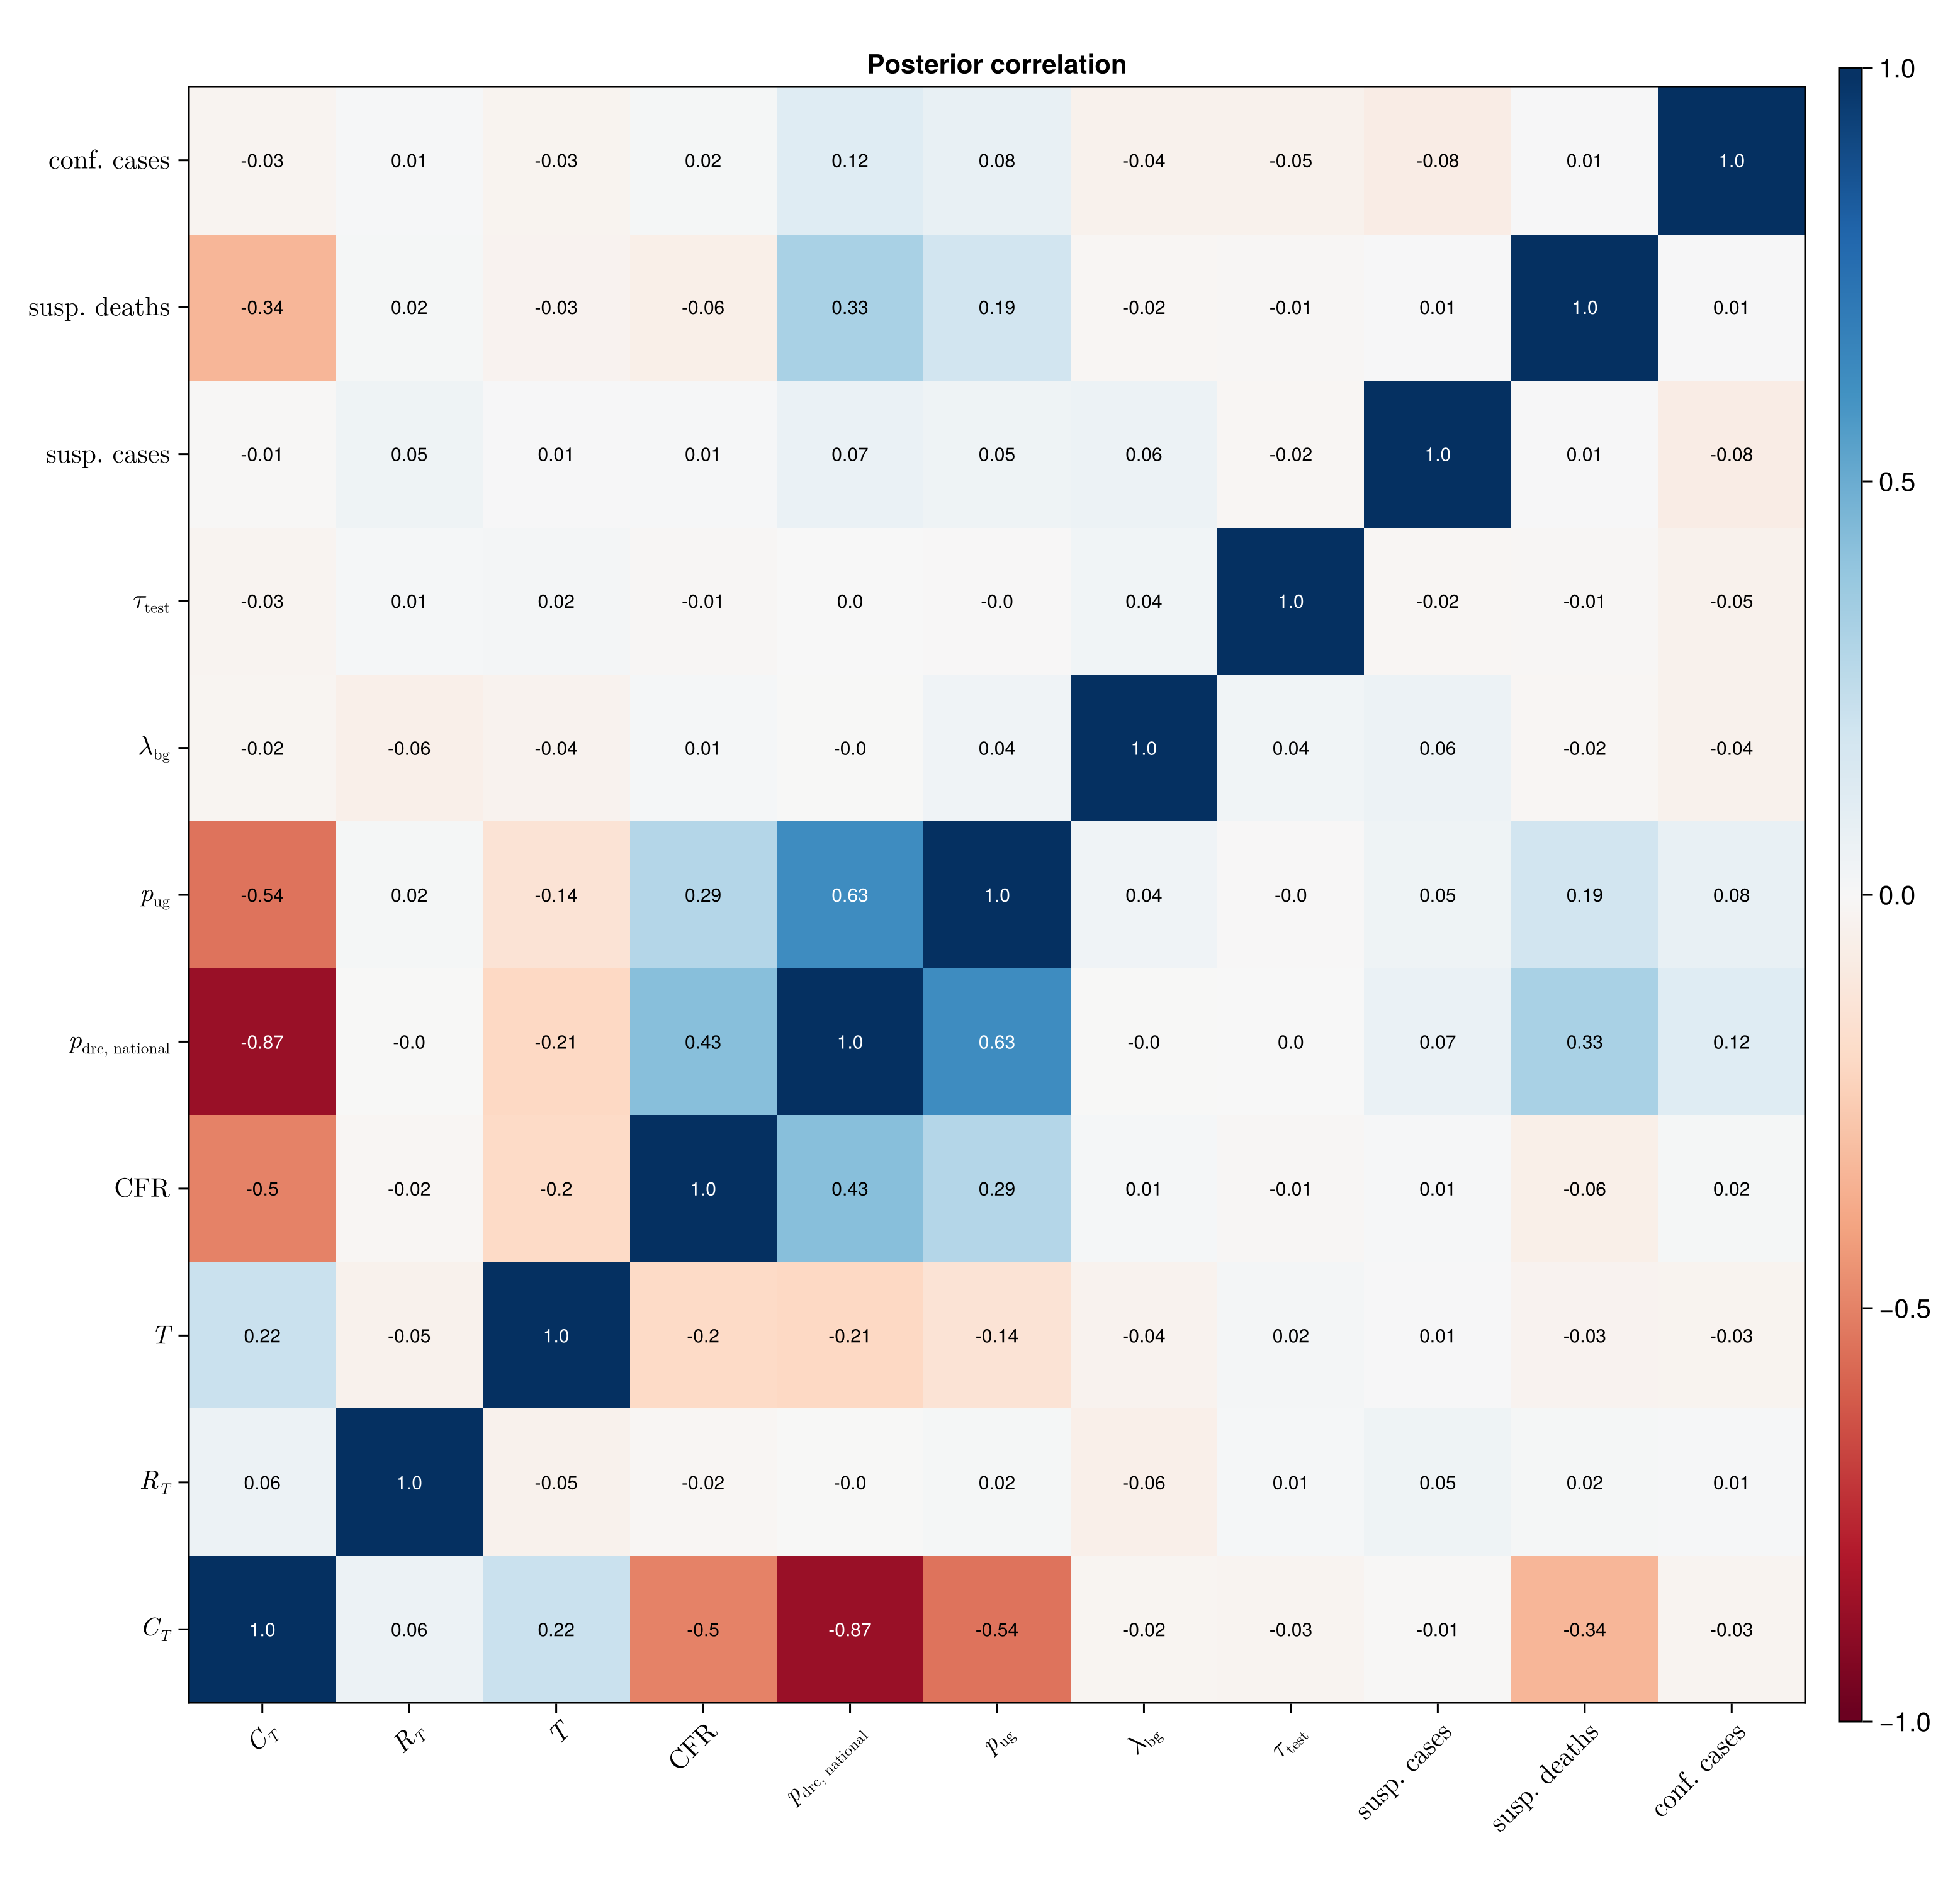 Posterior correlation
conf. cases -0.03 0.01 -0.03 0.02 0.12 0.08 -0.04 -0.05 -0.08 0.01 1.0
susp. deaths -0.34 0.02 -0.03 -0.06 0.33 0.19 -0.02 -0.01 0.01 1.0 0.01
susp. cases -0.01 0.05 0.01 0.01 0.07 0.05 0.06 -0.02 1.0 0.01 -0.08
τ_test -0.03 0.01 0.02 -0.01 0.0 -0.0 0.04 1.0 -0.02 -0.01 -0.05
λ_bg -0.02 -0.06 -0.04 0.01 -0.0 0.04 1.0 0.04 0.06 -0.02 -0.04
p_ug -0.54 0.02 -0.14 0.29 0.63 1.0 0.04 -0.0 0.05 0.19 0.08
p_drc, national -0.87 -0.0 -0.21 0.43 1.0 0.63 -0.0 0.0 0.07 0.33 0.12
CFR -0.5 -0.02 -0.2 1.0 0.43 0.29 0.01 -0.01 0.01 -0.06 0.02
T 0.22 -0.05 1.0 -0.2 -0.21 -0.14 -0.04 0.02 0.01 -0.03 -0.03
R_T 0.06 1.0 -0.05 -0.02 -0.0 0.02 -0.06 0.01 0.05 0.02 0.01
C_T 1.0 0.06 0.22 -0.5 -0.87 -0.54 -0.02 -0.03 -0.01 -0.34 -0.03
C_T R_T T CFR p_drc, national p_ug λ_bg τ_test susp. cases susp. deaths conf. cases
1.0
0.5
0.0
−0.5
−1.0